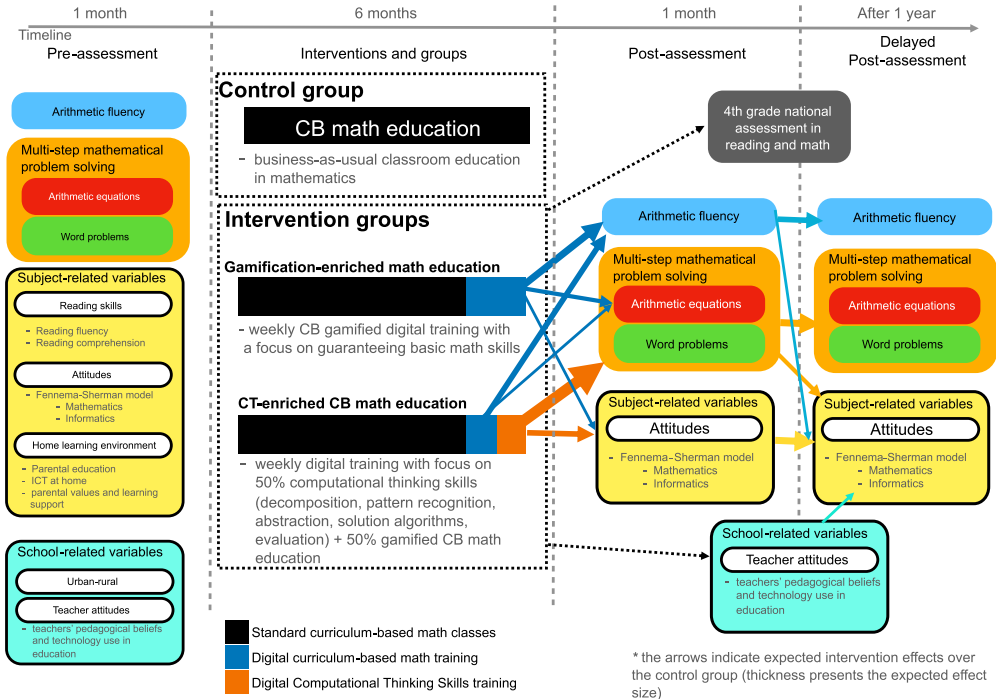 1 month
6 months
1 month
After 1 year
Timeline
Pre-assessment
Interventions and groups
Post-assessment
Delayed
Post-assessment
Arithmetic fluency
Multi-step mathematical
problem solving
Arithmetic equations
Word problems
Subject-related variables
Reading skills
- Reading fluency
- Reading comprehension
Attitudes
- Fennema-Sherman model
- Mathematics
- Informatics
Home learning environment
- Parental education
- ICT at home
- parental values and learning
support
School-related variables
Urban-rural
Teacher attitudes
- teachers' pedagogical beliefs
and technology use in
education
Control group
CB math education
- business-as-usual classroom education
in mathematics
Intervention groups
Gamification-enriched math education
- weekly CB gamified digital training with
a focus on guaranteeing basic math skills
CT-enriched CB math education
- weekly digital training with focus on
50% computational thinking skills
(decomposition, pattern recognition,
abstraction, solution algorithms,
evaluation) + 50% gamified CB math
education
Standard curriculum-based math classes
Digital curriculum-based math training
Digital Computational Thinking Skills training
4th grade national
assessment in
reading and math
Arithmetic fluency
Multi-step mathematical
problem solving
Arithmetic equations
Word problems
Subject-related variables
Attitudes
- Fennema-Sherman model
- Mathematics
- Informatics
Arithmetic fluency
Multi-step mathematical
problem solving
Arithmetic equations
Word problems
Subject-related variables
Attitudes
- Fennema-Sherman model
- Mathematics
- Informatics
School-related variables
Teacher attitudes
- teachers' pedagogical beliefs
and technology use in
education
* the arrows indicate expected intervention effects over
the control group (thickness presents the expected effect
size)